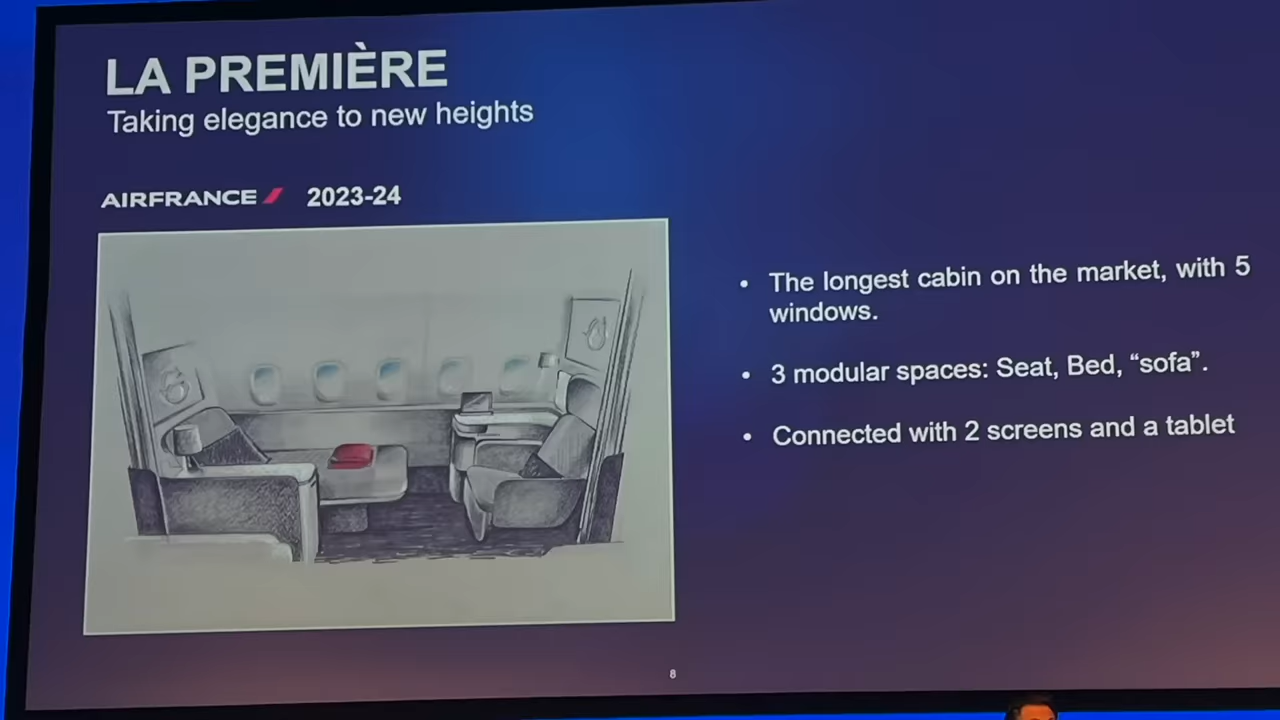 LA PREMIÈRE
Taking elegance to new heights
AIRFRANCE 2023-24
• The longest cabin on the market, with 5
windows.
• 3 modular spaces: Seat, Bed, “sofa”.
• Connected with 2 screens and a tablet
8